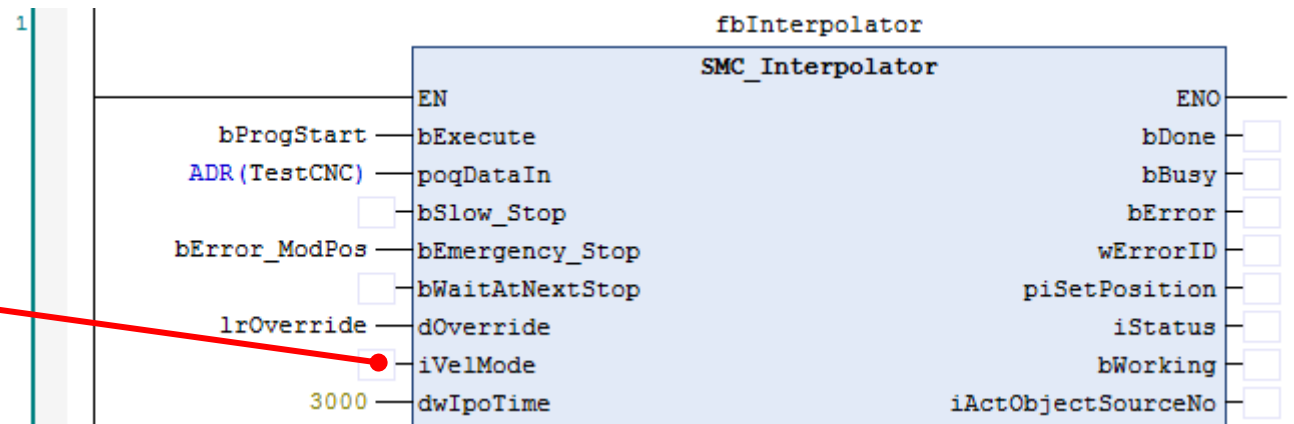 1
fbInterpolator
SMC_Interpolator
EN ENO
bProgStart bExecute bDone
ADR(TestCNC) poqDataIn bBusy
bSlow_Stop bError
bError_ModPos bEmergency_Stop wErrorID
bWaitAtNextStop piSetPosition
lrOverride dOverride iStatus
iVelMode bWorking
3000 dwIpoTime iActObjectSourceNo